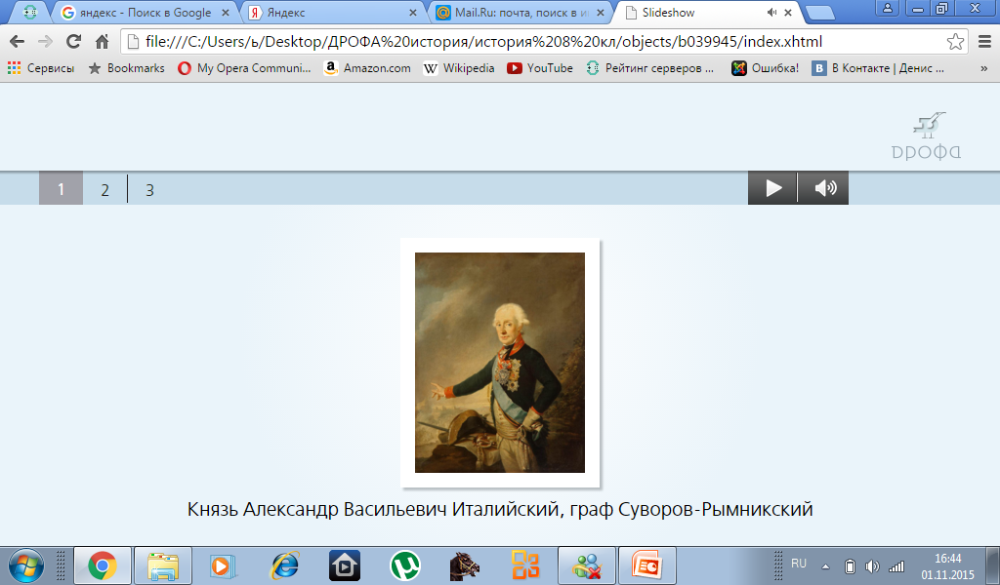 яндекс - Поиск в Google
Яндекс
Mail.Ru: почта, поиск в ин
Slideshow
file:///C:/Users/ь/Desktop/ДРОФА%20история/история%208%20кл/objects/b039945/index.xhtml
Сервисы
Bookmarks
My Opera Communi...
Amazon.com
Wikipedia
YouTube
Рейтинг серверов ...
Ошибка!
В Контакте | Денис ...
»
ДРОФА
1 2 3
Князь Александр Васильевич Италийский, граф Суворов-Рымникский
RU
16:44
01.11.2015